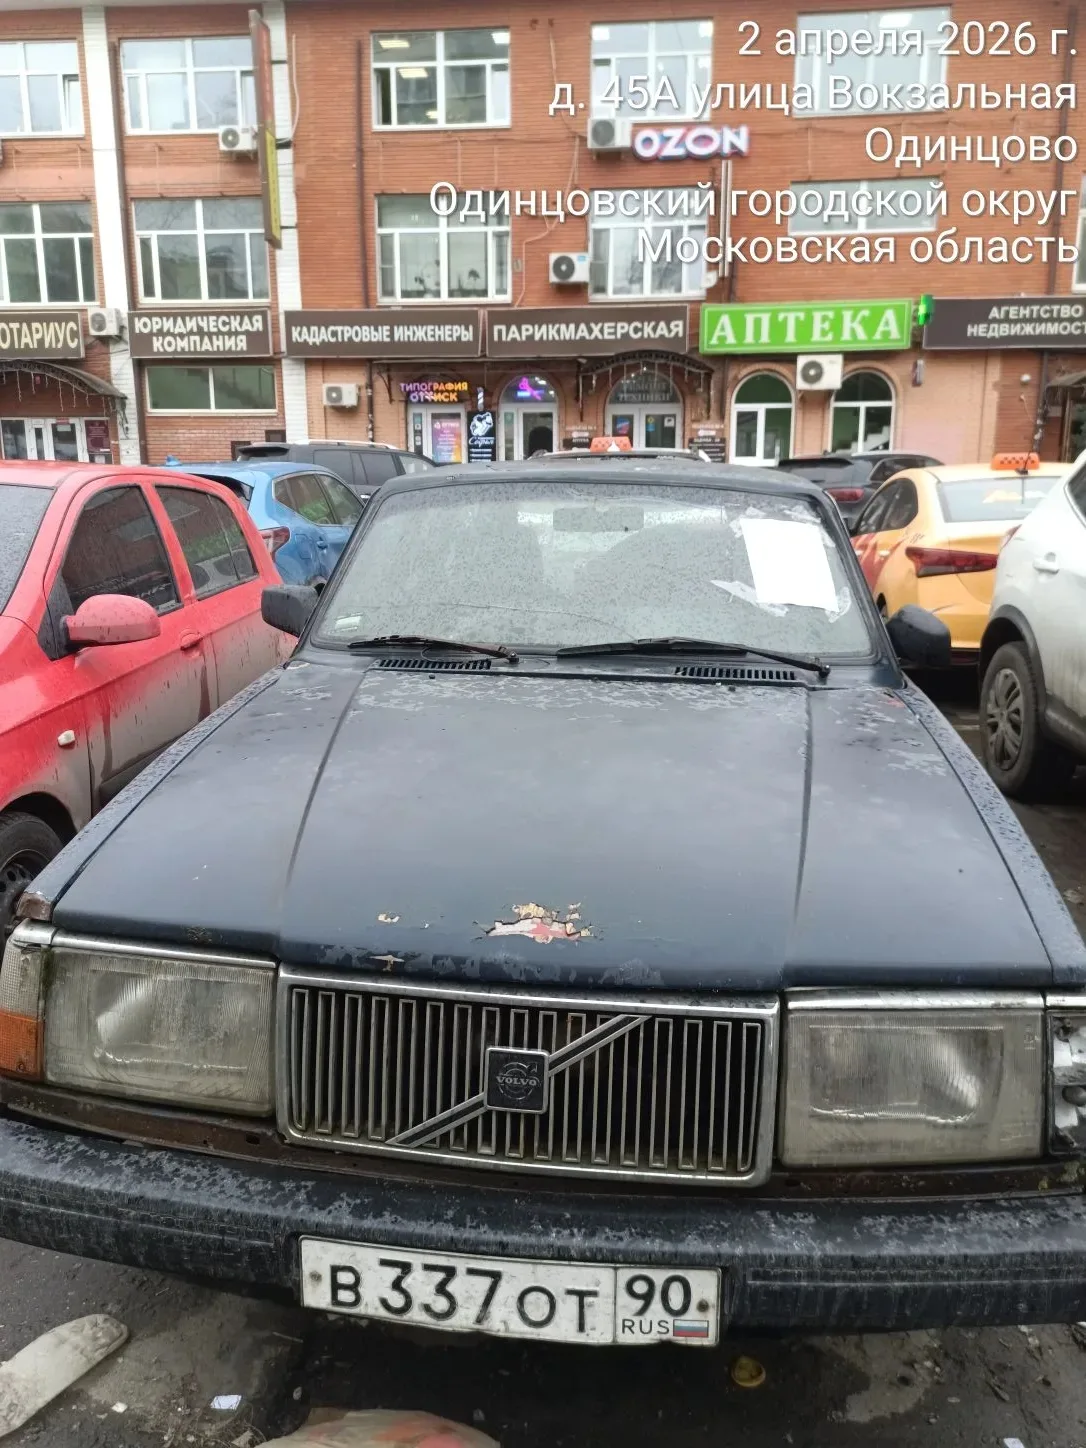 2 апреля 2026 г.
д. 45А улица Вокзальная
Одинцово
Одинцовский городской округ
Московская область
OZON
ОТАРИУС
ЮРИДИЧЕСКАЯ
КОМПАНИЯ
КАДАСТРОВЫЕ ИНЖЕНЕРЫ
ПАРИКМАХЕРСКАЯ
АПТЕКА
АГЕНТСТВО
НЕДВИЖИМОСТ
ТИПОГРАФИЯ
ОТТИСК
VOLVO
В 337 ОТ 90
RUS